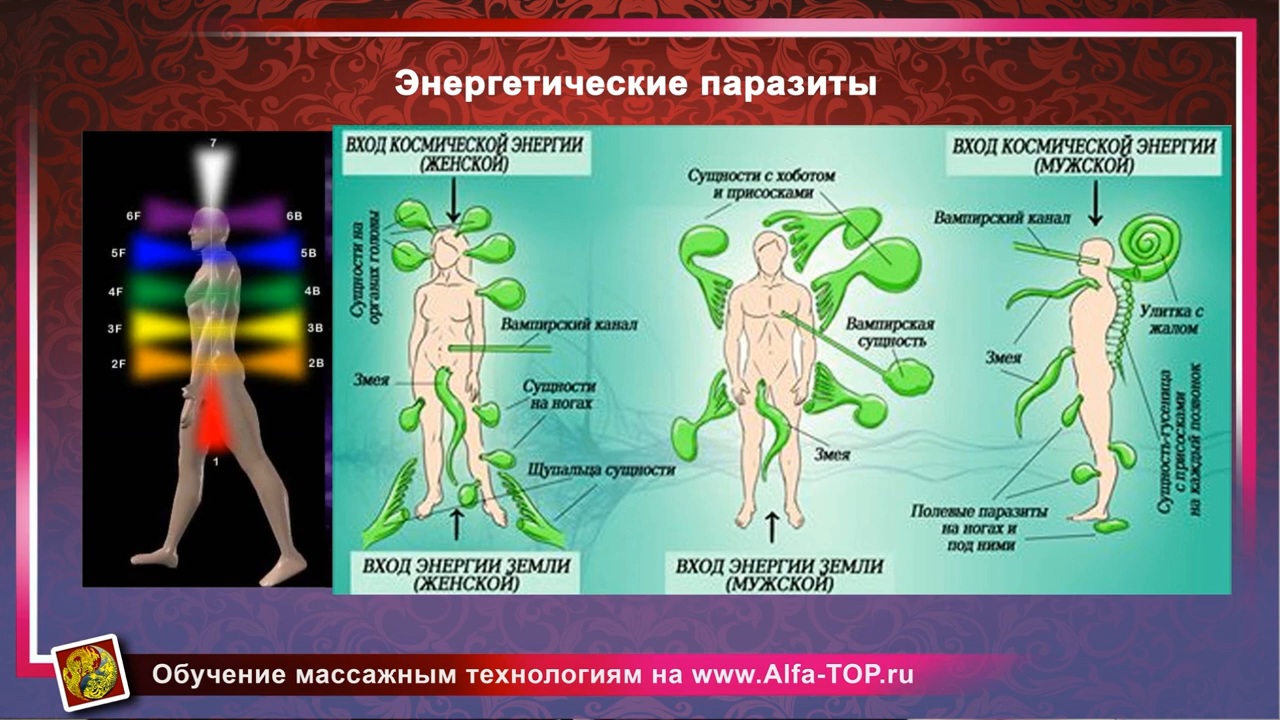 Энергетические паразиты
7
6F
6B
5F
5B
4F
4B
3F
3B
2F
2B
1
ВХОД КОСМИЧЕСКОЙ ЭНЕРГИИ
(ЖЕНСКОЙ)
Сущности на
органах головы
Вампирский канал
Змея
Сущности
на ногах
Щупальца сущности
ВХОД ЭНЕРГИИ ЗЕМЛИ
(ЖЕНСКОЙ)
Сущности с хоботом
и присосками
Вампирская
сущность
Змея
ВХОД ЭНЕРГИИ ЗЕМЛИ
(МУЖСКОЙ)
ВХОД КОСМИЧЕСКОЙ ЭНЕРГИИ
(МУЖСКОЙ)
Вампирский канал
Улитка с
жалом
Змея
Сущность-гусеница
с присосками
на каждый позвонок
Полевые паразиты
на ногах и
под ними
Обучение массажным технологиям на www.Alfa-TOP.ru